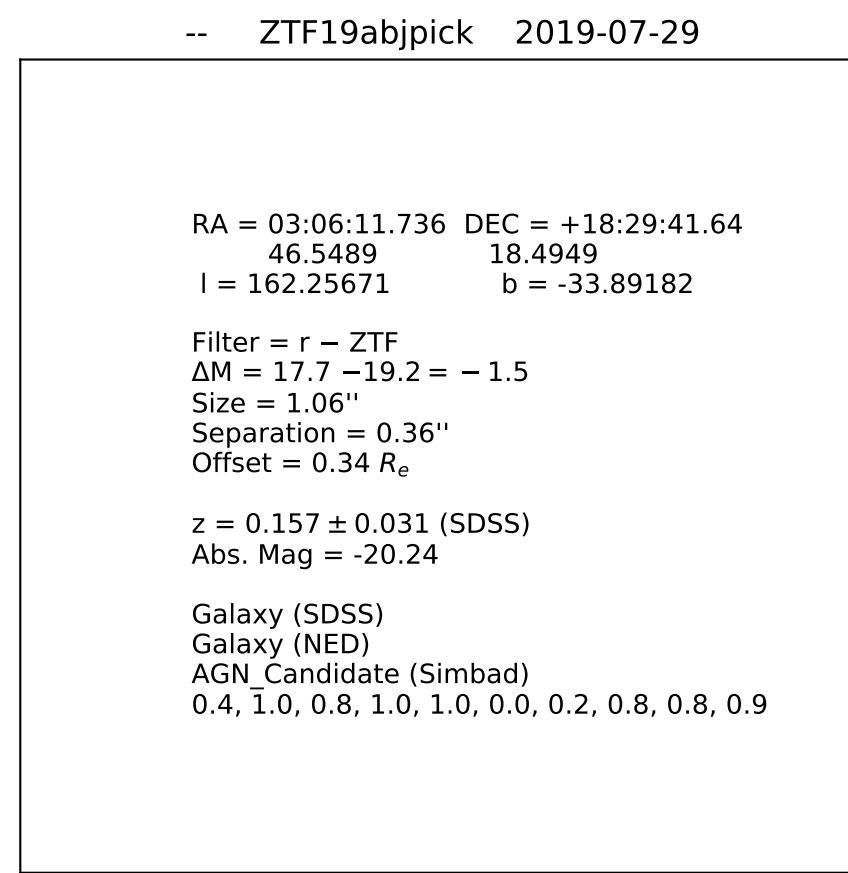 --     ZTF19abjpick    2019-07-29
RA = 03:06:11.736  DEC = +18:29:41.64
46.5489    18.4949
l = 162.25671    b = -33.89182
Filter = r − ZTF
ΔM = 17.7 −19.2 = − 1.5
Size = 1.06''
Separation = 0.36''
Offset = 0.34 Re
z = 0.157 ± 0.031 (SDSS)
Abs. Mag = -20.24
Galaxy (SDSS)
Galaxy (NED)
AGN_Candidate (Simbad)
0.4, 1.0, 0.8, 1.0, 1.0, 0.0, 0.2, 0.8, 0.8, 0.9